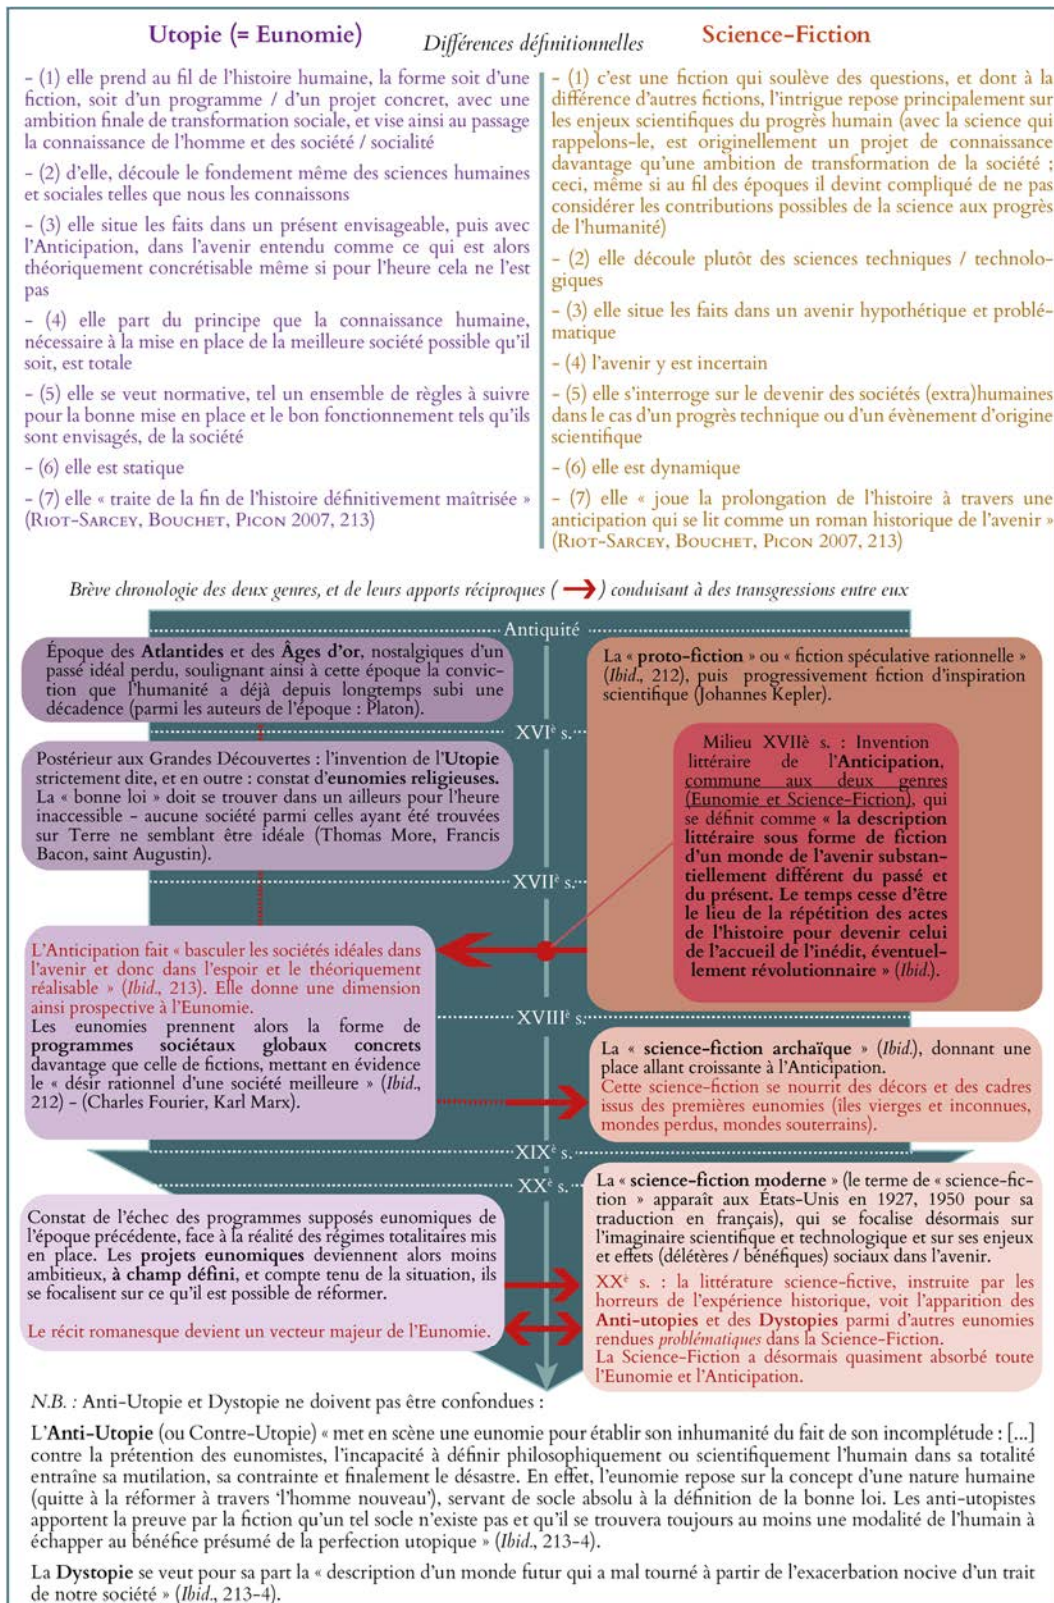 Utopie (= Eunomie)
Différences définitionnelles
Science-Fiction
- (1) elle prend au fil de l'histoire humaine, la forme soit d'une
fiction, soit d'un programme / d'un projet concret, avec une
ambition finale de transformation sociale, et vise ainsi au passage
la connaissance de l'homme et des société / socialité
- (2) d'elle, découle le fondement même des sciences humaines
et sociales telles que nous les connaissons
- (3) elle situe les faits dans un présent envisageable, puis avec
l'Anticipation, dans l'avenir entendu comme ce qui est alors
théoriquement concrétisable même si pour l'heure cela ne l'est
pas
- (4) elle part du principe que la connaissance humaine,
nécessaire à la mise en place de la meilleure société possible qu'il
soit, est totale
- (5) elle se veut normative, tel un ensemble de règles à suivre
pour la bonne mise en place et le bon fonctionnement tels qu'ils
sont envisagés, de la société
- (6) elle est statique
- (7) elle « traite de la fin de l'histoire définitivement maîtrisée »
(RIOT-SARCEY, BOUCHET, PICON 2007, 213)
- (1) c'est une fiction qui soulève des questions, et dont à la
différence d'autres fictions, l'intrigue repose principalement sur
les enjeux scientifiques du progrès humain (avec la science qui
rappelons-le, est originellement un projet de connaissance
davantage qu'une ambition de transformation de la société ;
ceci, même si au fil des époques il devint compliqué de ne pas
considérer les contributions possibles de la science aux progrès
de l'humanité)
- (2) elle découle plutôt des sciences techniques / technolo-
giques
- (3) elle situe les faits dans un avenir hypothétique et problé-
matique
- (4) l'avenir y est incertain
- (5) elle s'interroge sur le devenir des sociétés (extra)humaines
dans le cas d'un progrès technique ou d'un évènement d'origine
scientifique
- (6) elle est dynamique
- (7) elle « joue la prolongation de l'histoire à travers une
anticipation qui se lit comme un roman historique de l'avenir »
(RIOT-SARCEY, BOUCHET, PICON 2007, 213)
Brève chronologie des deux genres, et de leurs apports réciproques ( → ) conduisant à des transgressions entre eux
Antiquité
Époque des Atlantides et des Âges d'or, nostalgiques d'un
passé idéal perdu, soulignant ainsi à cette époque la convic-
tion que l'humanité a déjà depuis longtemps subi une
décadence (parmi les auteurs de l'époque : Platon).
La « proto-fiction » ou « fiction spéculative rationnelle »
(Ibid., 212), puis progressivement fiction d'inspiration
scientifique (Johannes Kepler).
XVIè s.
Postérieur aux Grandes Découvertes : l'invention de l'Utopie
strictement dite, et en outre : constat d'eunomies religieuses.
La « bonne loi » doit se trouver dans un ailleurs pour l'heure
inaccessible – aucune société parmi celles ayant été trouvées
sur Terre ne semblant être idéale (Thomas More, Francis
Bacon, saint Augustin).
Milieu XVIIè s. : Invention
littéraire de l'Anticipation,
commune aux deux genres
(Eunomie et Science-Fiction), qui
se définit comme « la description
littéraire sous forme de fiction
d'un monde de l'avenir substan-
tiellement différent du passé et
du présent. Le temps cesse d'être
le lieu de la répétition des actes
de l'histoire pour devenir celui
de l'accueil de l'inédit, éventuel-
lement révolutionnaire » (Ibid.).
XVIIè s.
L'Anticipation fait « basculer les sociétés idéales dans
l'avenir et donc dans l'espoir et le théoriquement
réalisable » (Ibid., 213). Elle donne une dimension
ainsi prospective à l'Eunomie.
Les eunomies prennent alors la forme de
programmes sociétaux globaux concrets
davantage que celle de fictions, mettant en évidence
le « désir rationnel d'une société meilleure » (Ibid.,
212) – (Charles Fourier, Karl Marx).
XVIIIè s.
La « science-fiction archaïque » (Ibid.), donnant une
place allant croissante à l'Anticipation.
Cette science-fiction se nourrit des décors et des cadres
issus des premières eunomies (îles vierges et inconnues,
mondes perdus, mondes souterrains).
XIXè s.
XXè s.
Constat de l'échec des programmes supposés eunomiques de
l'époque précédente, face à la réalité des régimes totalitaires mis
en place. Les projets eunomiques deviennent alors moins
ambitieux, à champ défini, et compte tenu de la situation, ils
se focalisent sur ce qu'il est possible de réformer.
Le récit romanesque devient un vecteur majeur de l'Eunomie.
La « science-fiction moderne » (le terme de « science-fic-
tion » apparaît aux États-Unis en 1927, 1950 pour sa
traduction en français), qui se focalise désormais sur
l'imaginaire scientifique et technologique et sur ses enjeux
et effets (délétères / bénéfiques) sociaux dans l'avenir.
XXè s. : la littérature science-fictive, instruite par les
horreurs de l'expérience historique, voit l'apparition des
Anti-utopies et des Dystopies parmi d'autres eunomies
rendues problématiques dans la Science-Fiction.
La Science-Fiction a désormais quasiment absorbé toute
l'Eunomie et l'Anticipation.
N.B. : Anti-Utopie et Dystopie ne doivent pas être confondues :
L'Anti-Utopie (ou Contre-Utopie) « met en scène une eunomie pour établir son inhumanité du fait de son incomplétude : [...]
contre la prétention des eunomistes, l'incapacité à définir philosophiquement ou scientifiquement l'humain dans sa totalité
entraîne sa mutilation, sa contrainte et finalement le désastre. En effet, l'eunomie repose sur la concept d'une nature humaine
(quitte à la réformer à travers 'l'homme nouveau'), servant de socle absolu à la définition de la bonne loi. Les anti-utopistes
apportent la preuve par la fiction qu'un tel socle n'existe pas et qu'il se trouvera toujours au moins une modalité de l'humain à
échapper au bénéfice présumé de la perfection utopique » (Ibid., 213-4).
La Dystopie se veut pour sa part la « description d'un monde futur qui a mal tourné à partir de l'exacerbation nocive d'un trait
de notre société » (Ibid., 213-4).